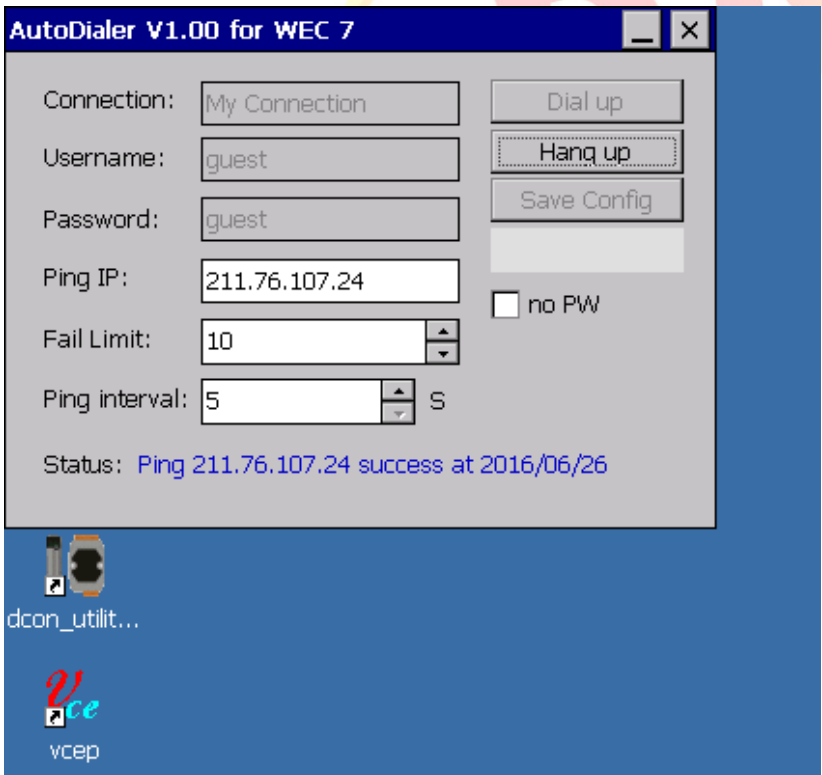 AutoDialer V1.00 for WEC 7
Connection: My Connection Dial up
Username: guest Hang up
Password: guest Save Config
Ping IP: 211.76.107.24
no PW
Fail Limit: 10
Ping interval: 5 S
Status: Ping 211.76.107.24 success at 2016/06/26
dcon_utilit...
Vce
vcep